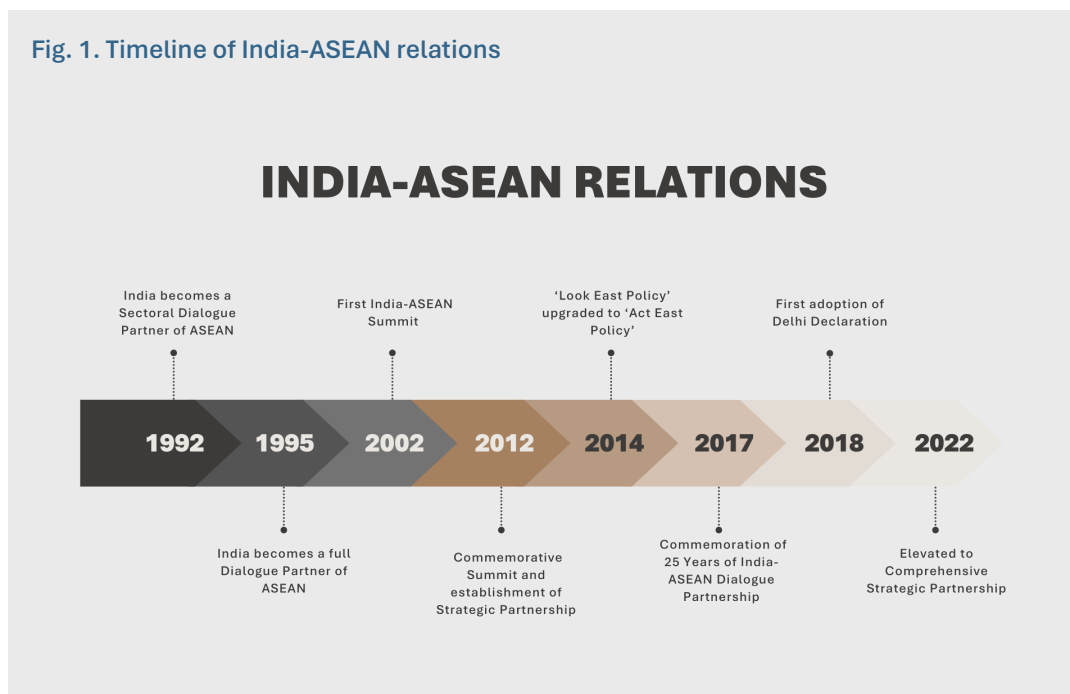 Fig. 1. Timeline of India-ASEAN relations
INDIA-ASEAN RELATIONS
India becomes a
Sectoral Dialogue
Partner of ASEAN
First India-ASEAN
Summit
‘Look East Policy’
upgraded to ‘Act East
Policy’
First adoption of
Delhi Declaration
1992
1995
2002
2012
2014
2017
2018
2022
India becomes a full
Dialogue Partner of
ASEAN
Commemorative
Summit and
establishment of
Strategic Partnership
Commemoration of
25 Years of India-
ASEAN Dialogue
Partnership
Elevated to
Comprehensive
Strategic Partnership